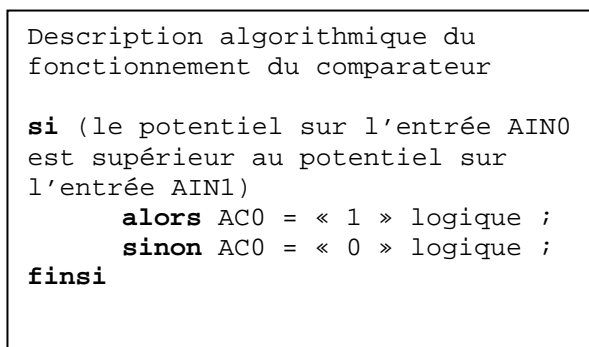 Description algorithmique du
fonctionnement du comparateur
si (le potentiel sur l’entrée AIN0
est supérieur au potentiel sur
l’entrée AIN1)
alors AC0 = « 1 » logique ;
sinon AC0 = « 0 » logique ;
finsi